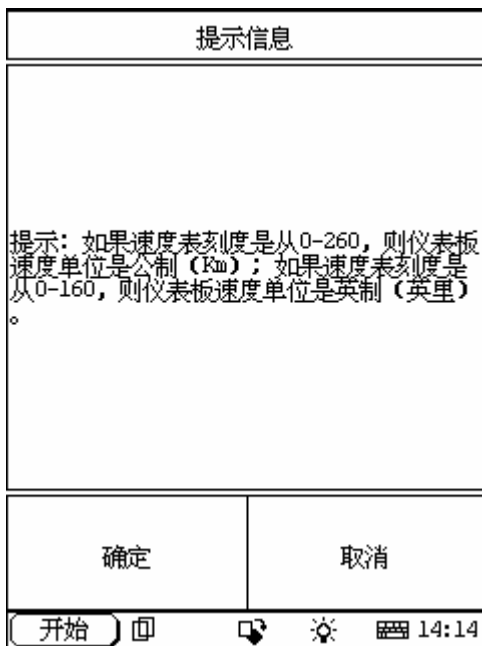 提示信息
提示: 如果速度表刻度是从0-260, 则仪表板
速度单位是公制 (Km) ; 如果速度表刻度是
从0-160, 则仪表板速度单位是英制 (英里)
。
确定
取消
开始
14:14